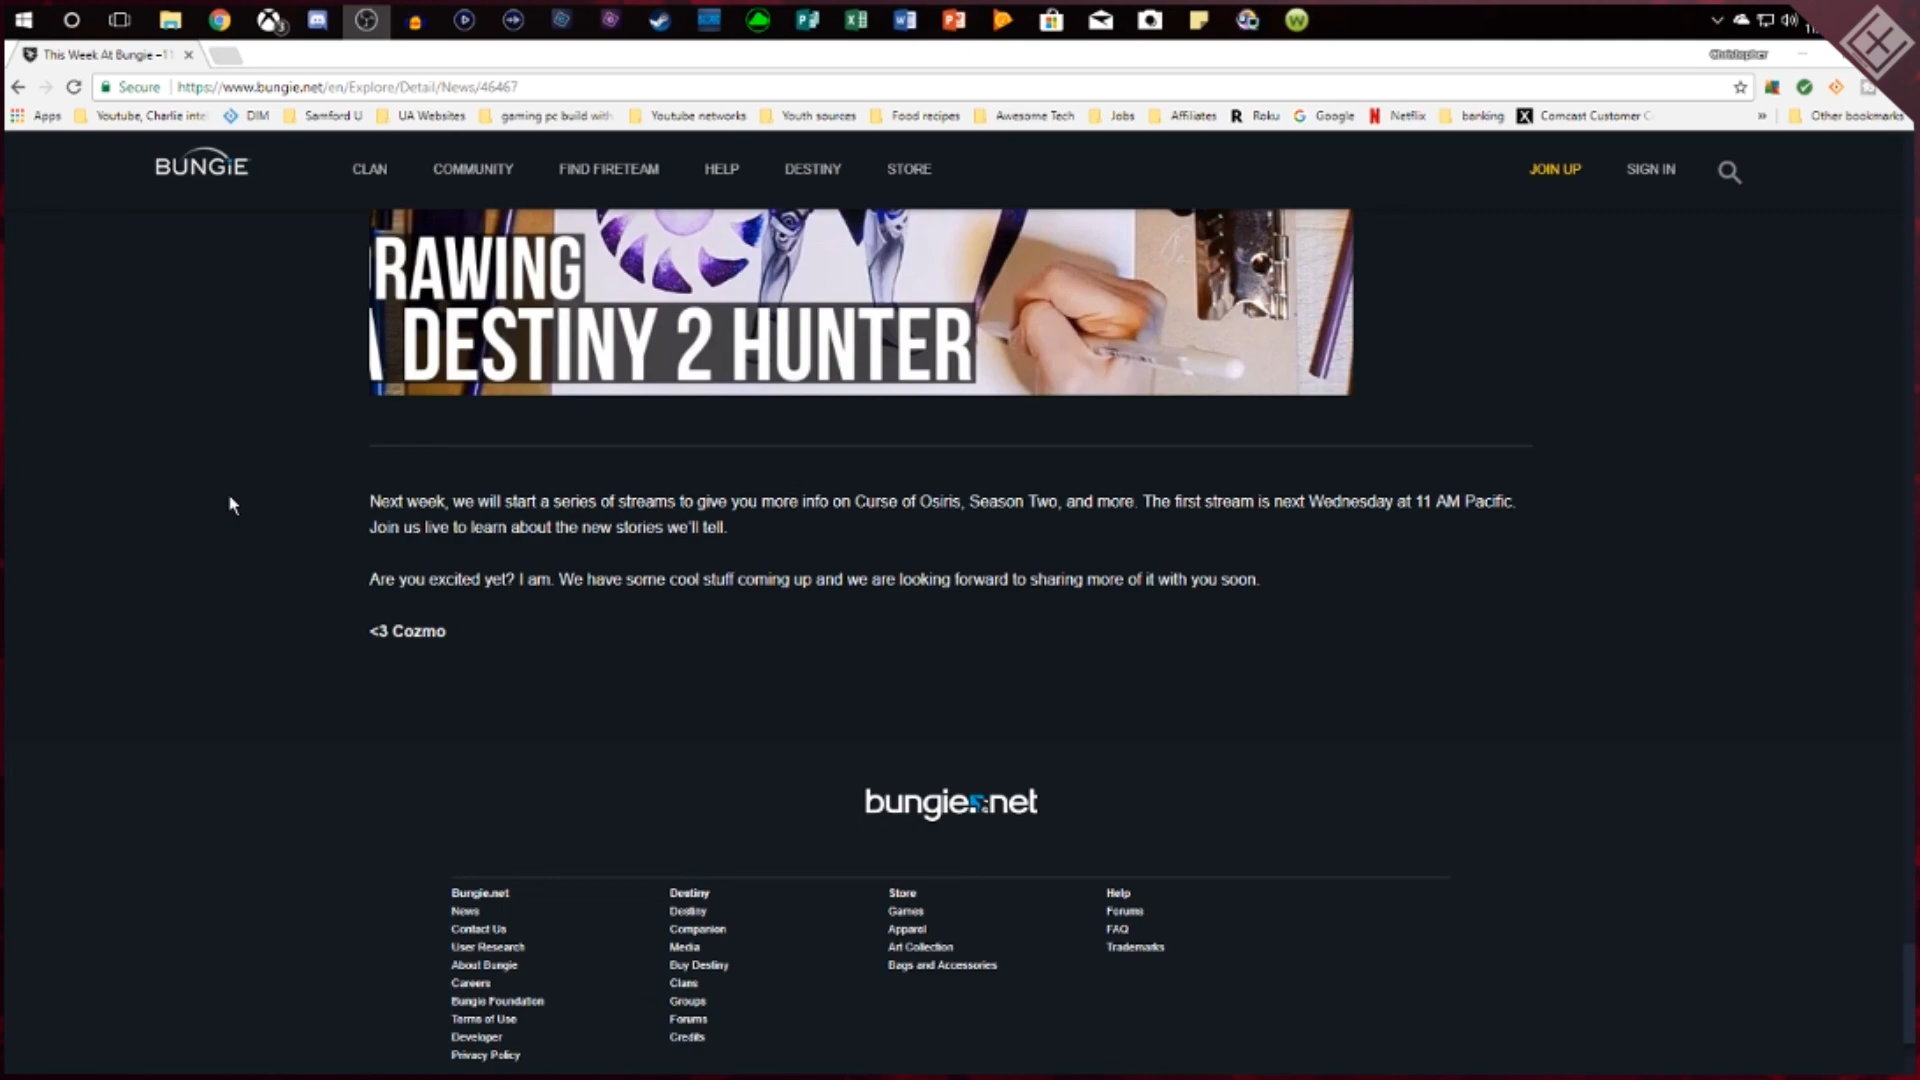 This Week At Bungie –11
Christopher
Secure https://www.bungie.net/en/Explore/Detail/News/46467
Apps Youtube, Charlie inte DIM Samford U UA Websites gaming pc build with Youtube networks Youth sources Food recipes Awesome Tech Jobs Affiliates Roku Google Netflix banking Comcast Customer C » Other bookmarks
BUNGiE CLAN COMMUNITY FIND FIRETEAM HELP DESTINY STORE JOIN UP SIGN IN
RAWING
A DESTINY 2 HUNTER
Next week, we will start a series of streams to give you more info on Curse of Osiris, Season Two, and more. The first stream is next Wednesday at 11 AM Pacific.
Join us live to learn about the new stories we'll tell.
Are you excited yet? I am. We have some cool stuff coming up and we are looking forward to sharing more of it with you soon.
<3 Cozmo
bungie.net
Bungie.net Destiny Store Help
News Destiny Games Forums
Contact Us Companion Apparel FAQ
User Research Media Art Collection Trademarks
About Bungie Buy Destiny Bags and Accessories
Careers Clans
Bungie Foundation Groups
Terms of Use Forums
Developer Credits
Privacy Policy